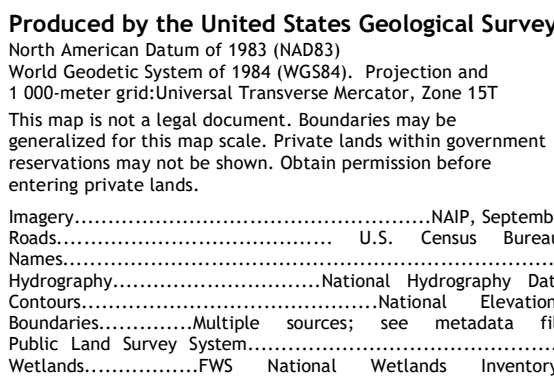 Produced by the United States Geological Survey
North American Datum of 1983 (NAD83)
World Geodetic System of 1984 (WGS84). Projection and
1 000-meter grid:Universal Transverse Mercator, Zone 15T
This map is not a legal document. Boundaries may be
generalized for this map scale. Private lands within government
reservations may not be shown. Obtain permission before
entering private lands.
Imagery..................................................NAIP,
Roads....................................... U.S. Census
Names.................................................................
Hydrography.................................National Hydrography
Contours..........................................National Elevation
Boundaries..............Multiple sources; see metadata
Public Land Survey System...........................................
Wetlands................FWS National Wetlands Inventory